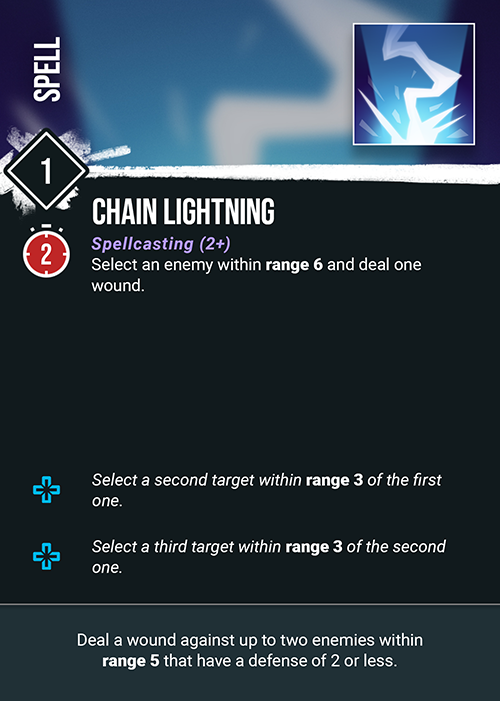 SPELL
1
CHAIN LIGHTNING
2
Spellcasting (2+)
Select an enemy within range 6 and deal one
wound.
Select a second target within range 3 of the first
one.
Select a third target within range 3 of the second
one.
Deal a wound against up to two enemies within
range 5 that have a defense of 2 or less.